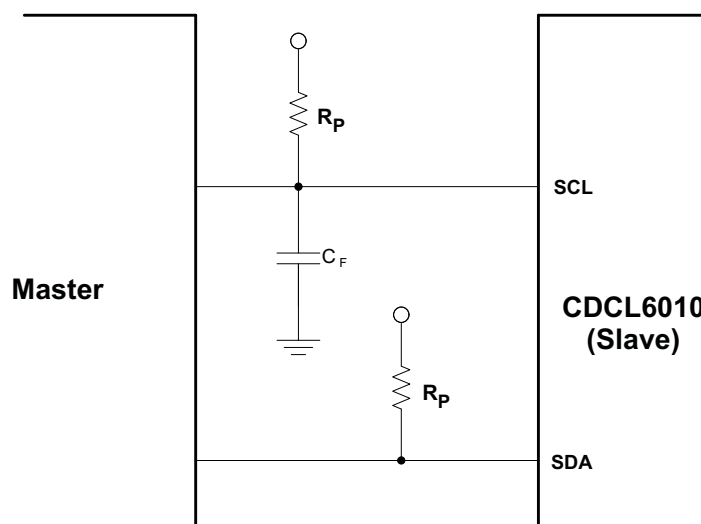 R_P
SCL
C_F
Master
CDCL6010
(Slave)
R_P
SDA